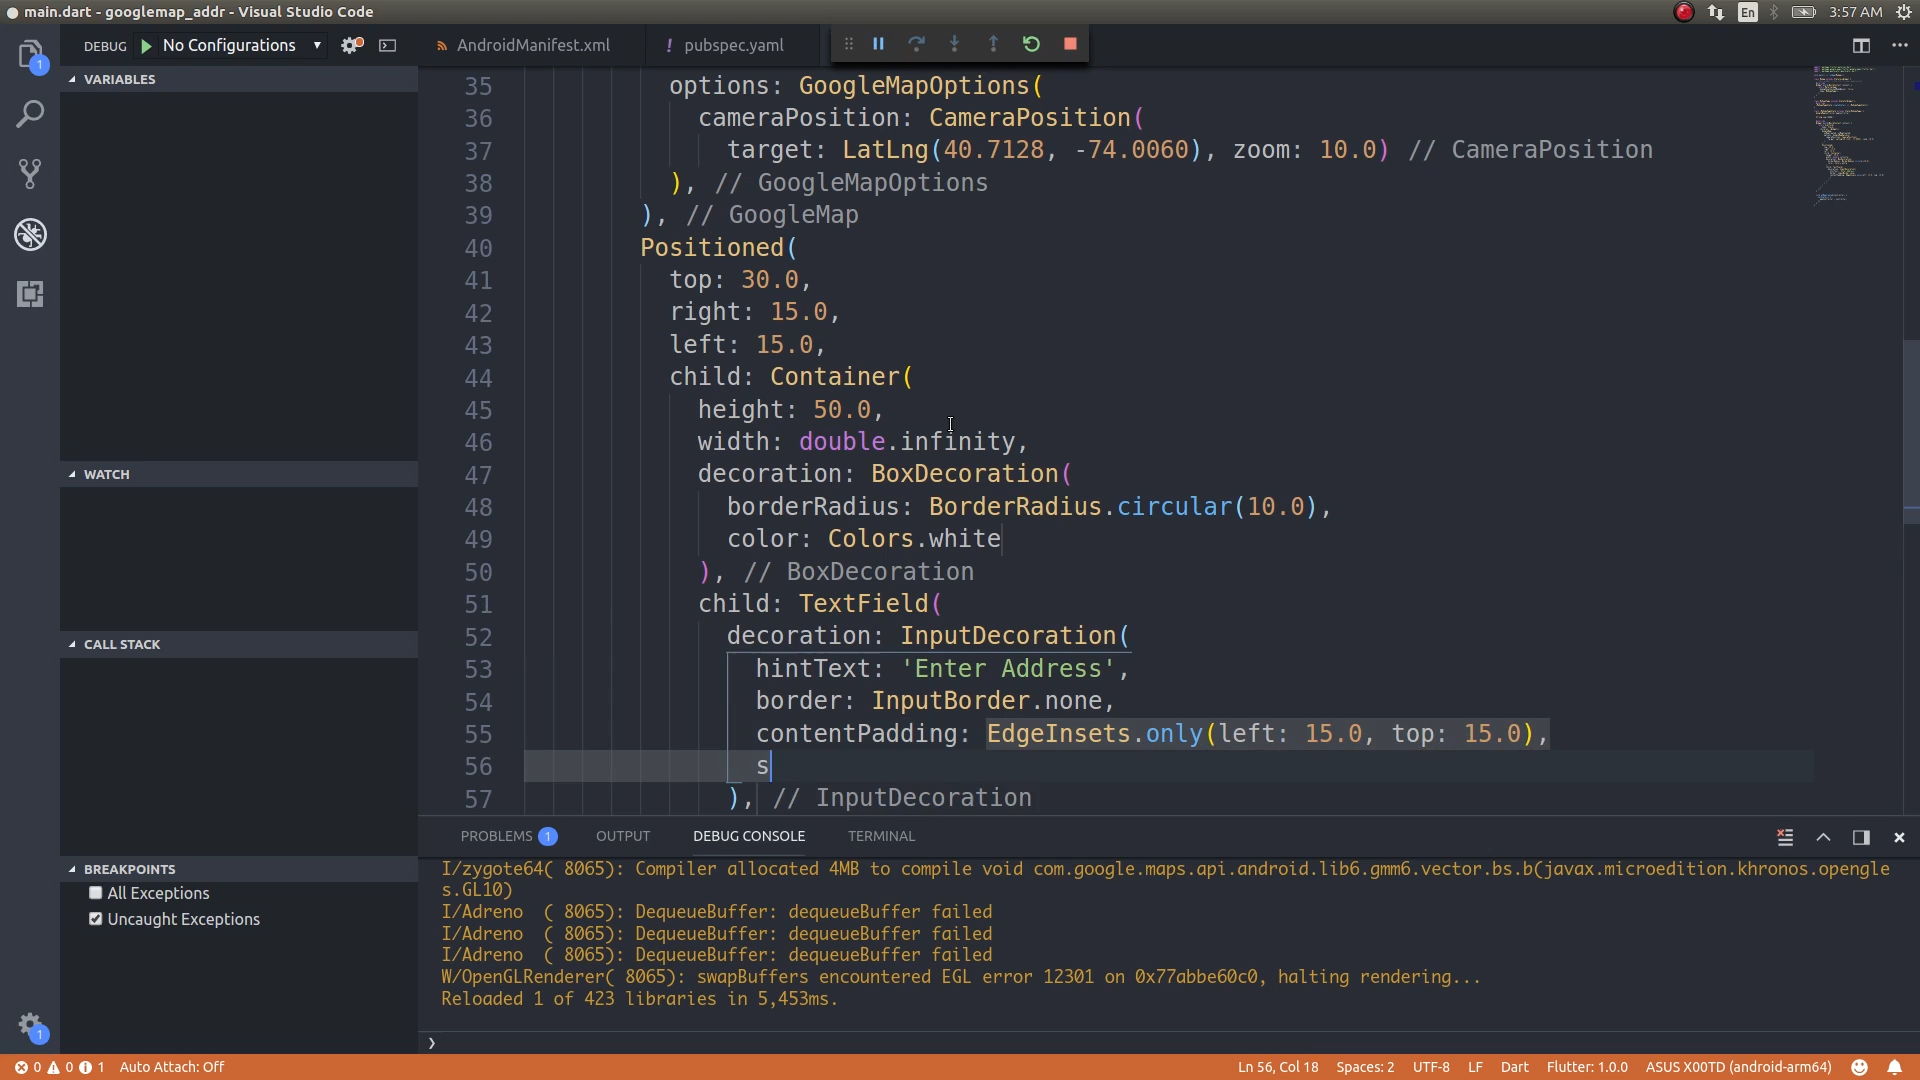 main.dart - googlemap_addr - Visual Studio Code
En
3:57 AM
DEBUG No Configurations
AndroidManifest.xml
! pubspec.yaml
1
VARIABLES
WATCH
CALL STACK
BREAKPOINTS
All Exceptions
Uncaught Exceptions
1
35 options: GoogleMapOptions(
36 cameraPosition: CameraPosition(
37 target: LatLng(40.7128, -74.0060), zoom: 10.0) // CameraPosition
38 ), // GoogleMapOptions
39 ), // GoogleMap
40 Positioned(
41 top: 30.0,
42 right: 15.0,
43 left: 15.0,
44 child: Container(
45 height: 50.0,
46 width: double.infinity,
47 decoration: BoxDecoration(
48 borderRadius: BorderRadius.circular(10.0),
49 color: Colors.white
50 ), // BoxDecoration
51 child: TextField(
52 decoration: InputDecoration(
53 hintText: 'Enter Address',
54 border: InputBorder.none,
55 contentPadding: EdgeInsets.only(left: 15.0, top: 15.0),
56 s
57 ), // InputDecoration
PROBLEMS 1 OUTPUT DEBUG CONSOLE TERMINAL
I/zygote64( 8065): Compiler allocated 4MB to compile void com.google.maps.api.android.lib6.gmm6.vector.bs.b(javax.microedition.khronos.opengle
s.GL10)
I/Adreno ( 8065): DequeueBuffer: dequeueBuffer failed
I/Adreno ( 8065): DequeueBuffer: dequeueBuffer failed
I/Adreno ( 8065): DequeueBuffer: dequeueBuffer failed
W/OpenGLRenderer( 8065): swapBuffers encountered EGL error 12301 on 0x77abbe60c0, halting rendering...
Reloaded 1 of 423 libraries in 5,453ms.
❯
0 0 1 Auto Attach: Off
Ln 56, Col 18 Spaces: 2 UTF-8 LF Dart Flutter: 1.0.0 ASUS X00TD (android-arm64)